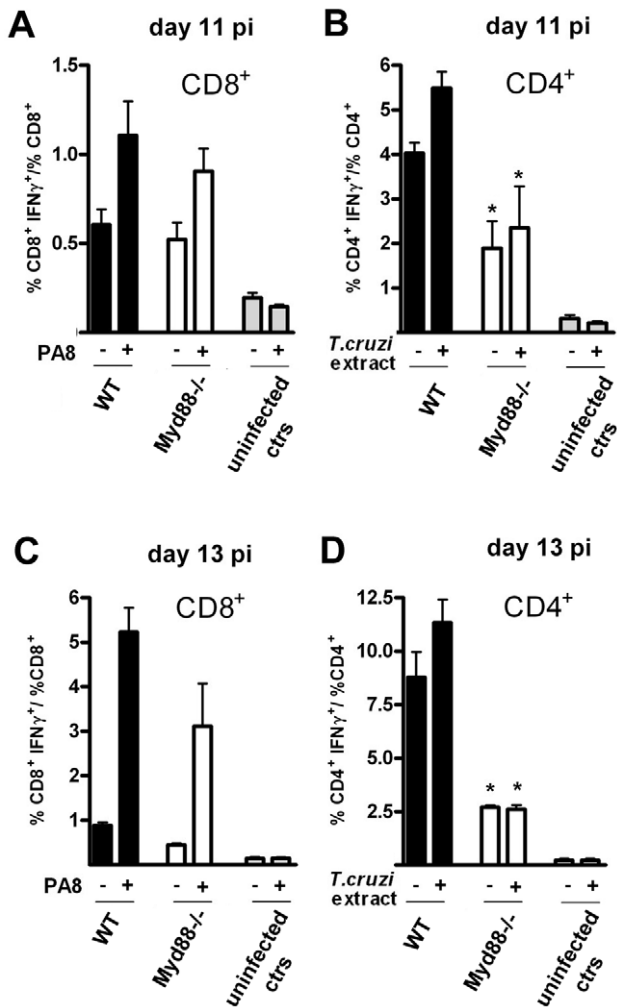 A
day 11 pi
CD8+
% CD8+ IFNγ+/% CD8+
1.5
1.0
0.5
PA8
- + - + - +
WT
Myd88-/-
uninfected
ctrs
B
day 11 pi
CD4+
% CD4+ IFNγ+/% CD4+
6
5
4
3
2
1
* *
T.cruzi
extract
- + - + - +
WT
Myd88-/-
uninfected
ctrs
C
day 13 pi
CD8+
% CD8+ IFNγ+/ %CD8+
6
5
4
3
2
1
PA8
- + - + - +
WT
Myd88-/-
uninfected
ctrs
D
day 13 pi
CD4+
% CD4+ IFNγ+/ %CD4+
12.5
10.0
7.5
5.0
2.5
* *
T.cruzi
extract
- + - + - +
WT
Myd88-/-
uninfected
ctrs